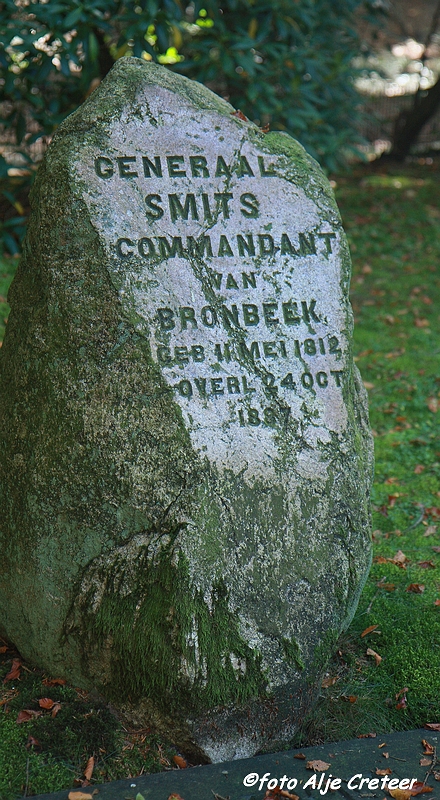 GENERAAL
SMITS
COMMANDANT
VAN
BRONBEEK
GEB 11 MEI 1812
OVERL 24 OCT
1887
©foto Alje Creteer